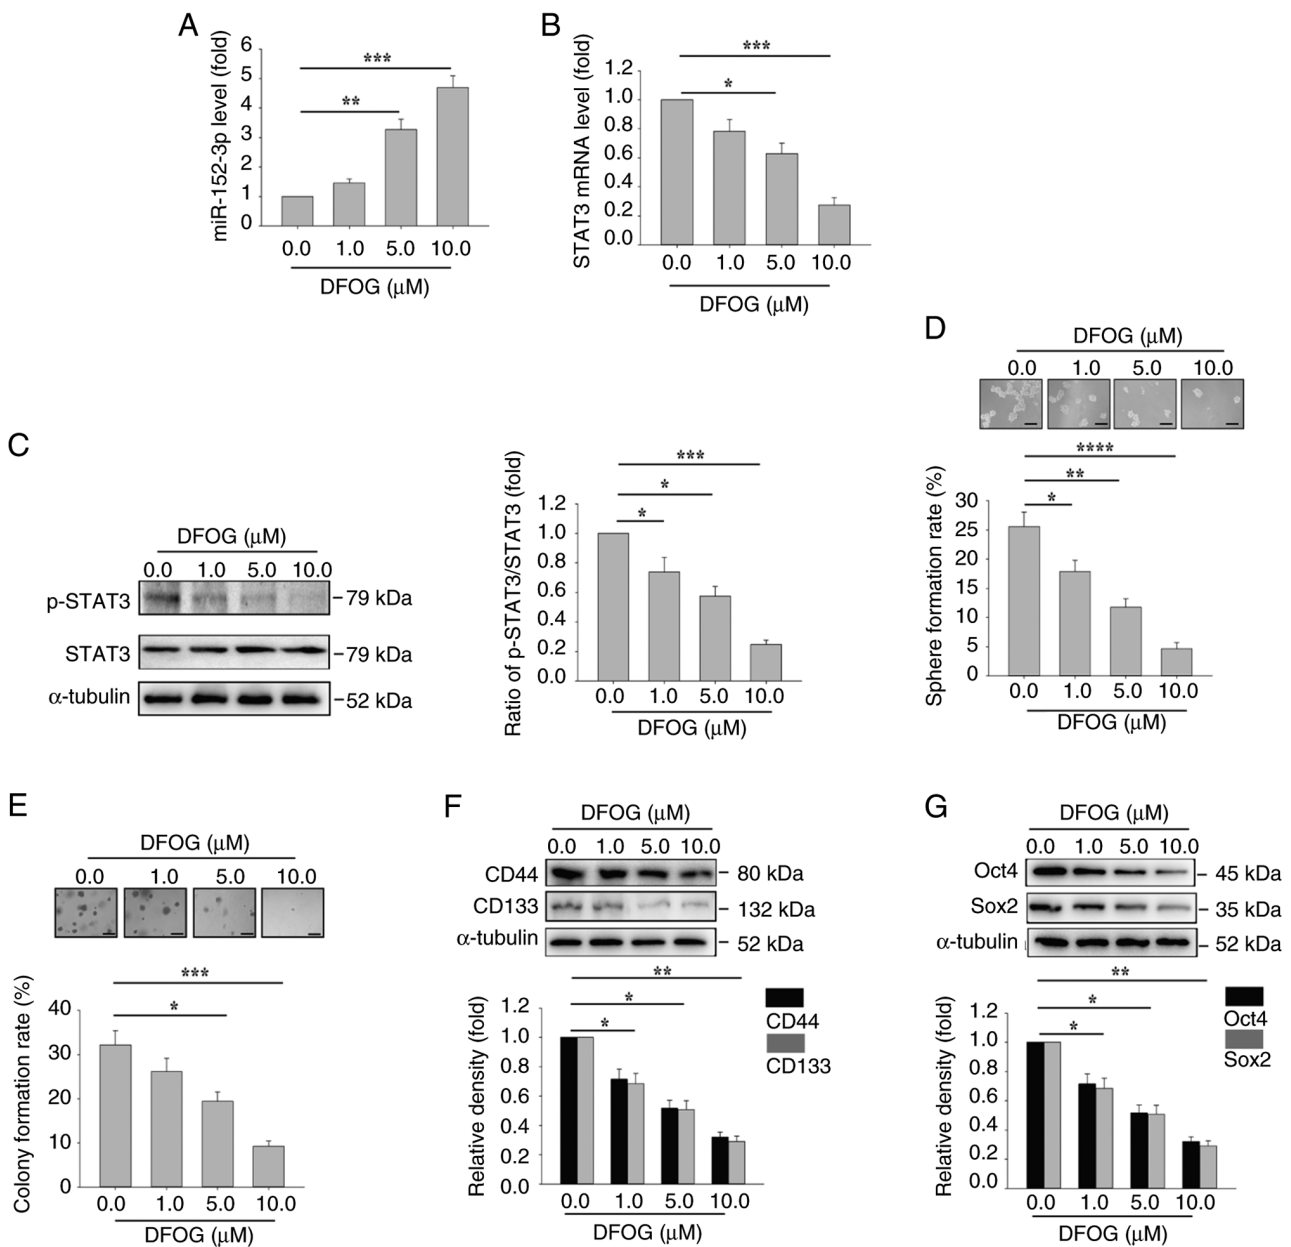 A
miR-152-3p level (fold)
6
5
4
3
2
1
0
***
**
0.0 1.0 5.0 10.0
DFOG (μM)
B
STAT3 mRNA level (fold)
1.2
1.0
0.8
0.6
0.4
0.2
0.0
***
*
0.0 1.0 5.0 10.0
DFOG (μM)
C
DFOG (μM)
0.0 1.0 5.0 10.0
p-STAT3 79 kDa
STAT3 79 kDa
α-tubulin 52 kDa
Ratio of p-STAT3/STAT3 (fold)
1.2
1.0
0.8
0.6
0.4
0.2
0.0
***
*
*
0.0 1.0 5.0 10.0
DFOG (μM)
D
DFOG (μM)
0.0 1.0 5.0 10.0
Sphere formation rate (%)
30
25
20
15
10
5
0
****
**
*
0.0 1.0 5.0 10.0
DFOG (μM)
E
DFOG (μM)
0.0 1.0 5.0 10.0
Colony formation rate (%)
40
30
20
10
0
***
*
0.0 1.0 5.0 10.0
DFOG (μM)
F
DFOG (μM)
0.0 1.0 5.0 10.0
CD44 80 kDa
CD133 132 kDa
α-tubulin 52 kDa
Relative density (fold)
1.2
1.0
0.8
0.6
0.4
0.2
0.0
**
*
*
CD44
CD133
0.0 1.0 5.0 10.0
DFOG (μM)
G
DFOG (μM)
0.0 1.0 5.0 10.0
Oct4 45 kDa
Sox2 35 kDa
α-tubulin 52 kDa
Relative density (fold)
1.2
1.0
0.8
0.6
0.4
0.2
0.0
**
*
*
Oct4
Sox2
0.0 1.0 5.0 10.0
DFOG (μM)